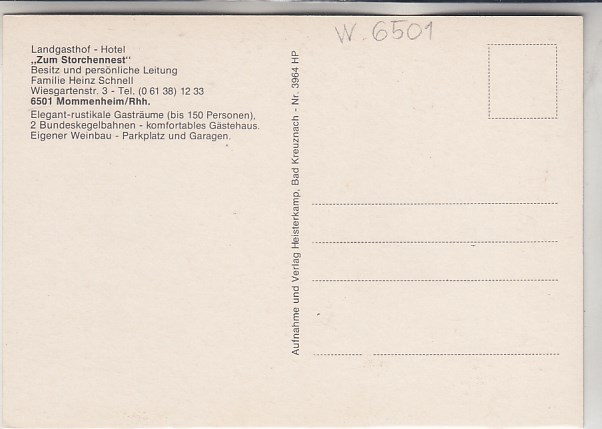 Landgasthof - Hotel
„Zum Storchennest"
Besitz und persönliche Leitung
Familie Heinz Schnell
Wiesgartenstr. 3 - Tel. (0 61 38) 12 33
6501 Mommenheim/Rhh.
Elegant-rustikale Gasträume (bis 150 Personen),
2 Bundeskegelbahnen - komfortables Gästehaus.
Eigener Weinbau - Parkplatz und Garagen.
Aufnahme und Verlag Heisterkamp, Bad Kreuznach - Nr. 3964 HP
W 6501